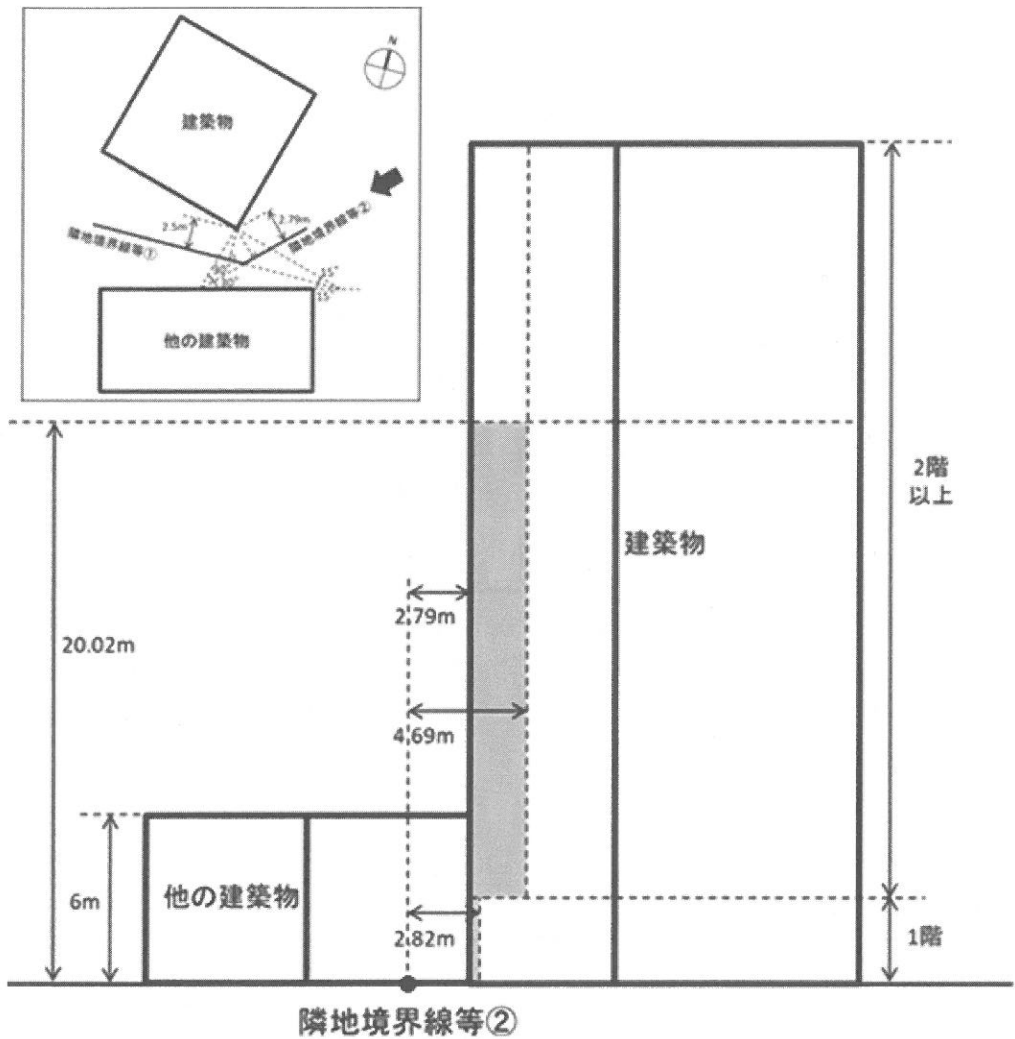 N
建築物
2.5m
2.79m
隣地境界線等①
隣地境界線等②
90°
30°
15°
15°
他の建築物
2階
以上
建築物
2.79m
20.02m
4.69m
6m
他の建築物
2.82m
1階
隣地境界線等②